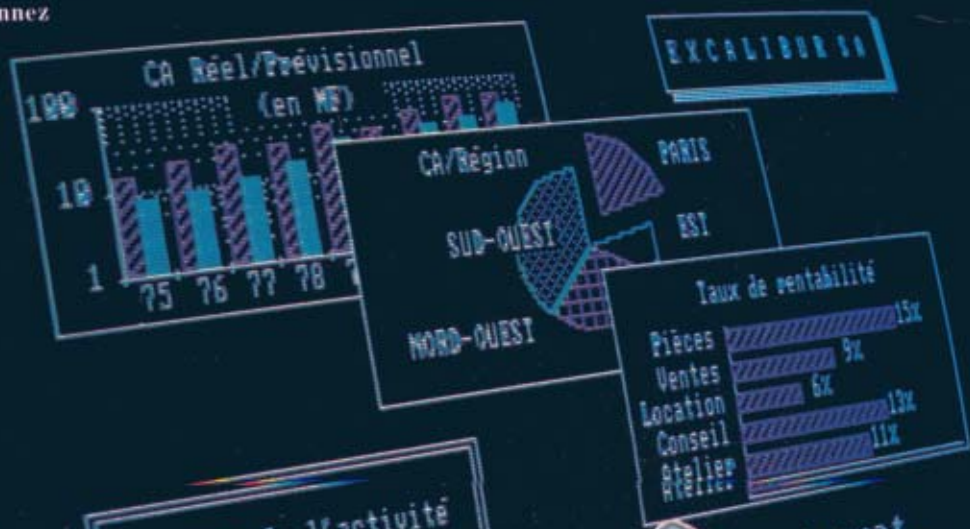 nnez
CA Réel/Prévisionnel
(en MF)
100
10
1
75 76 77 78
EXCALIBUR SA
CA/Région
PARIS
EST
SUD-OUEST
NORD-OUEST
Taux de rentabilité
Pièces 15%
Ventes 9%
Location 6%
Conseil 13%
Atelier 11%
l'activité